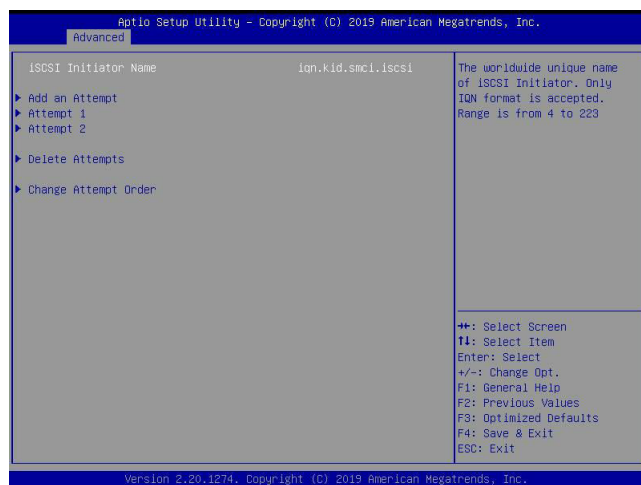 Aptio Setup Utility – Copyright (C) 2019 American Megatrends, Inc.
Advanced
iSCSI Initiator Name iqn.kid.smci.iscsi
▶ Add an Attempt
▶ Attempt 1
▶ Attempt 2
▶ Delete Attempts
▶ Change Attempt Order
The worldwide unique name
of iSCSI Initiator. Only
IQN format is accepted.
Range is from 4 to 223
→←: Select Screen
↑↓: Select Item
Enter: Select
+/-: Change Opt.
F1: General Help
F2: Previous Values
F3: Optimized Defaults
F4: Save & Exit
ESC: Exit
Version 2.20.1274. Copyright (C) 2019 American Megatrends, Inc.